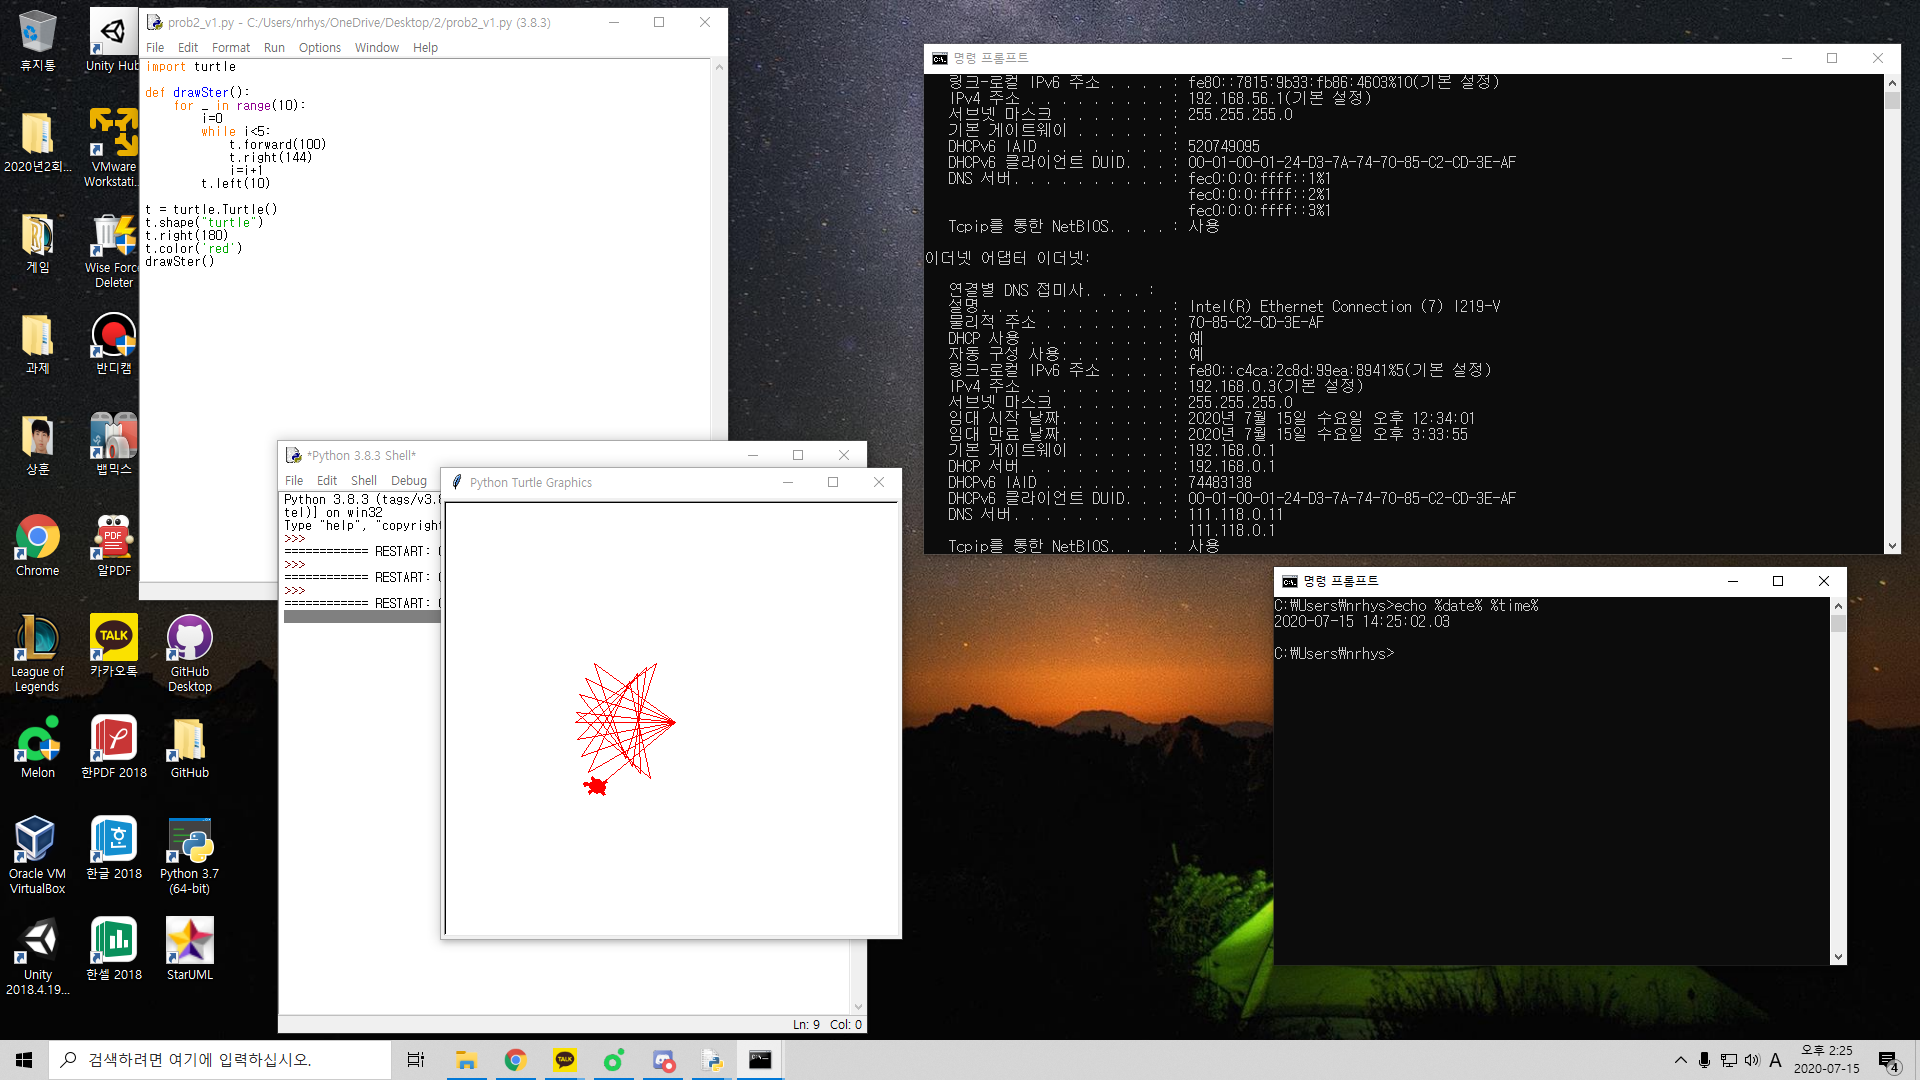 휴지통
Unity Hub
2020년2회...
VMware
Workstati...
게임
Wise Force
Deleter
과제
반디캠
상훈
뱁믹스
Chrome
알PDF
League of
Legends
카카오톡
GitHub
Desktop
Melon
한PDF 2018
GitHub
Oracle VM
VirtualBox
한글 2018
Python 3.7
(64-bit)
Unity
2018.4.19...
한셀 2018
StarUML
TALK
PDF
prob2_v1.py - C:/Users/nrhys/OneDrive/Desktop/2/prob2_v1.py (3.8.3)
File Edit Format Run Options Window Help
import turtle
def drawSter():
    for _ in range(10):
        i=0
        while i<5:
            t.forward(100)
            t.right(144)
            i=i+1
        t.left(10)
t = turtle.Turtle()
t.shape("turtle")
t.right(180)
t.color('red')
drawSter()
*Python 3.8.3 Shell*
File Edit Shell Debug
Python 3.8.3 (tags/v3.8
tel)] on win32
Type "help", "copyright
>>>
============ RESTART: C
>>>
============ RESTART: C
>>>
============ RESTART: C
Ln: 9 Col: 0
Python Turtle Graphics
명령 프롬프트
링크-로컬 IPv6 주소 . . . . : fe80::7815:9b33:fb86:4603%10(기본 설정)
IPv4 주소 . . . . . . . . . : 192.168.56.1(기본 설정)
서브넷 마스크 . . . . . . . : 255.255.255.0
기본 게이트웨이 . . . . . . :
DHCPv6 IAID . . . . . . . . : 520749095
DHCPv6 클라이언트 DUID. . . : 00-01-00-01-24-D3-7A-74-70-85-C2-CD-3E-AF
DNS 서버. . . . . . . . . . : fec0:0:0:ffff::1%1
fec0:0:0:ffff::2%1
fec0:0:0:ffff::3%1
Tcpip를 통한 NetBIOS. . . . : 사용
이더넷 어댑터 이더넷:
연결별 DNS 접미사. . . . :
설명. . . . . . . . . . . . : Intel(R) Ethernet Connection (7) I219-V
물리적 주소 . . . . . . . . : 70-85-C2-CD-3E-AF
DHCP 사용 . . . . . . . . . : 예
자동 구성 사용. . . . . . . : 예
링크-로컬 IPv6 주소 . . . . : fe80::c4ca:2c8d:99ea:8941%5(기본 설정)
IPv4 주소 . . . . . . . . . : 192.168.0.3(기본 설정)
서브넷 마스크 . . . . . . . : 255.255.255.0
임대 시작 날짜. . . . . . . : 2020년 7월 15일 수요일 오후 12:34:01
임대 만료 날짜. . . . . . . : 2020년 7월 15일 수요일 오후 3:33:55
기본 게이트웨이 . . . . . . : 192.168.0.1
DHCP 서버 . . . . . . . . . : 192.168.0.1
DHCPv6 IAID . . . . . . . . : 74483138
DHCPv6 클라이언트 DUID. . . : 00-01-00-01-24-D3-7A-74-70-85-C2-CD-3E-AF
DNS 서버. . . . . . . . . . : 111.118.0.11
111.118.0.1
Tcpip를 통한 NetBIOS. . . . : 사용
명령 프롬프트
C:₩Users₩nrhys>echo %date% %time%
2020-07-15 14:25:02.03
C:₩Users₩nrhys>
검색하려면 여기에 입력하십시오.
TALK
A
오후 2:25
2020-07-15
4